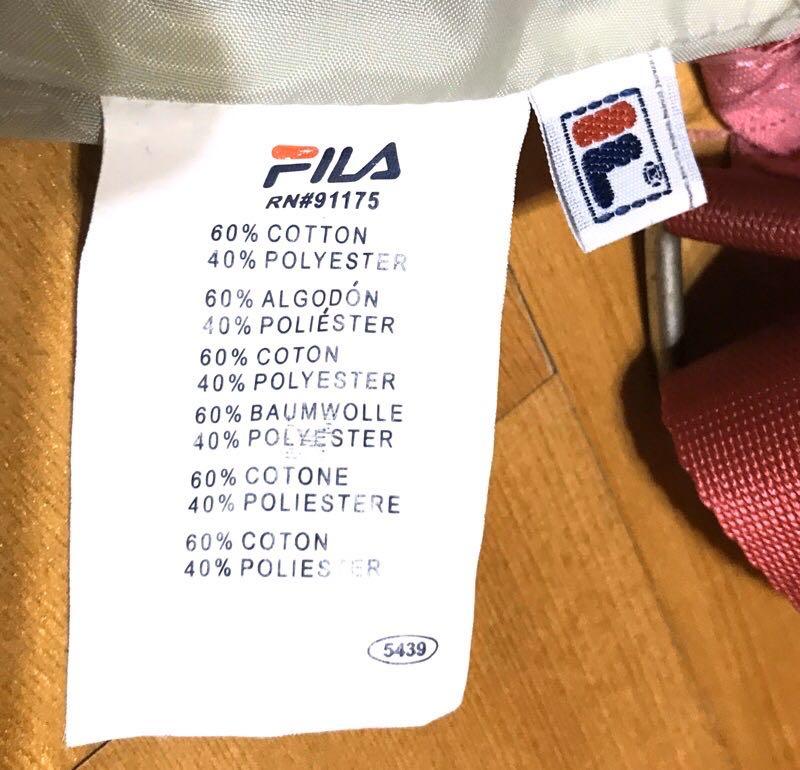 FILA
RN#91175
60% COTTON
40% POLYESTER
60% ALGODÓN
40% POLIÉSTER
60% COTON
40% POLYESTER
60% BAUMWOLLE
40% POLYESTER
60% COTONE
40% POLIESTERE
60% COTON
40% POLIESTER
5439
F